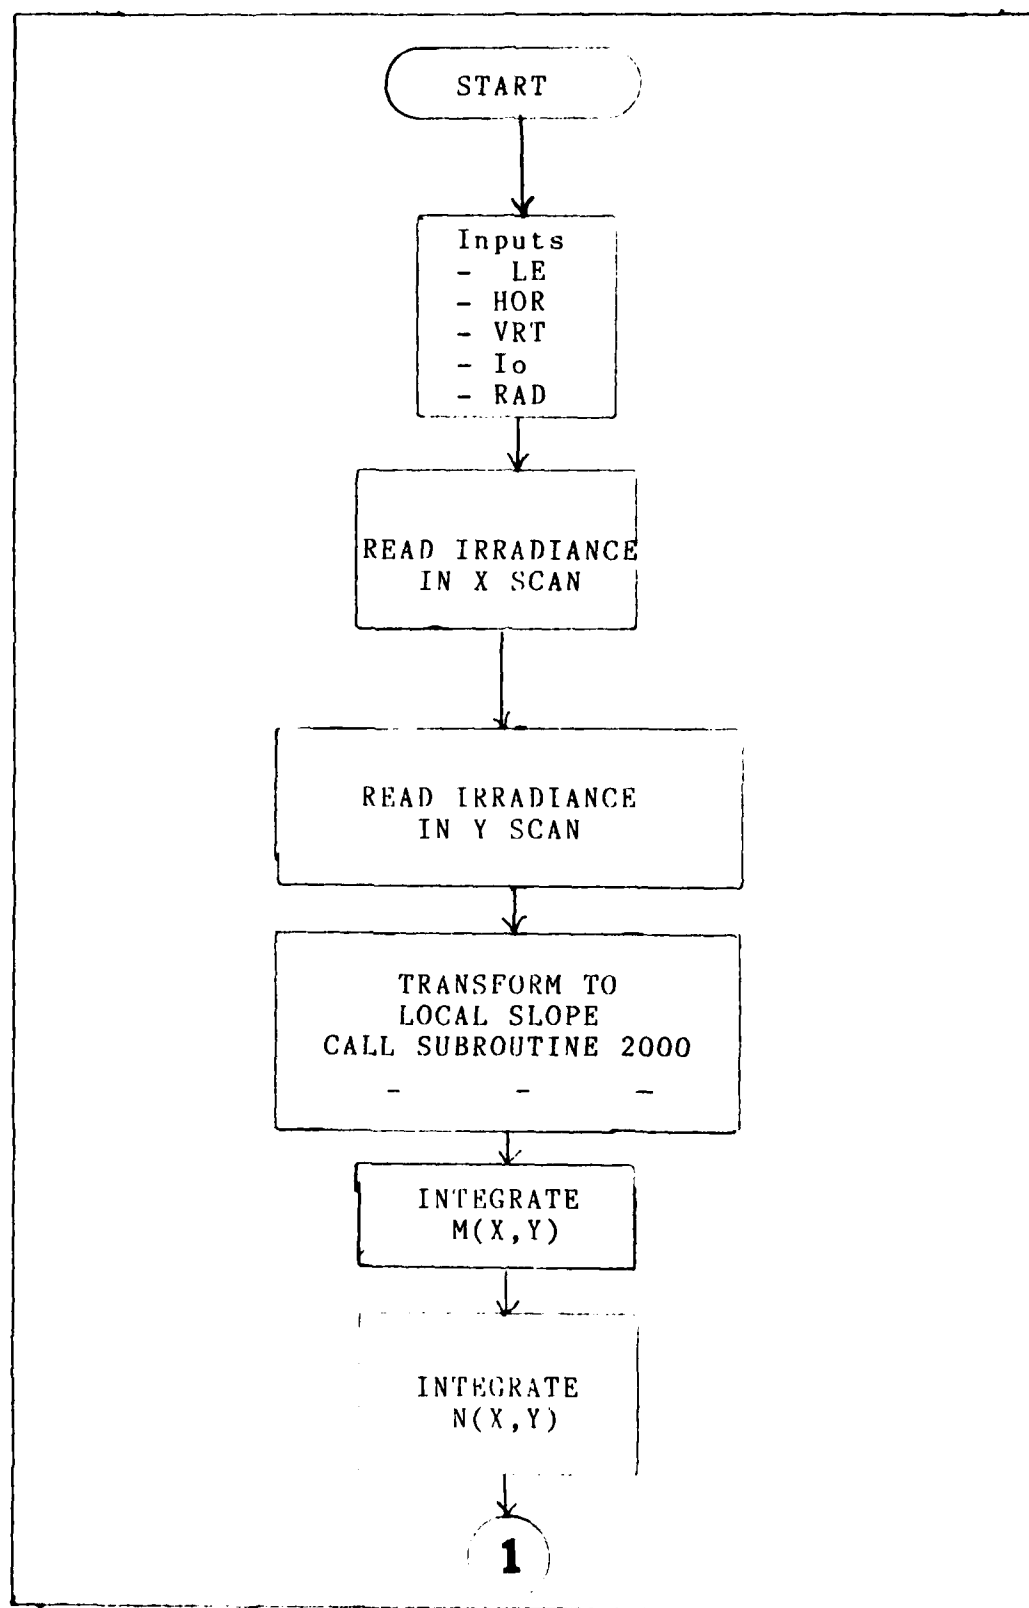 START
Inputs
- LE
- HOR
- VRT
- Io
- RAD
READ IRRADIANCE
IN X SCAN
READ IRRADIANCE
IN Y SCAN
TRANSFORM TO
LOCAL SLOPE
CALL SUBROUTINE 2000
- - -
INTEGRATE
M(X,Y)
INTEGRATE
N(X,Y)
1